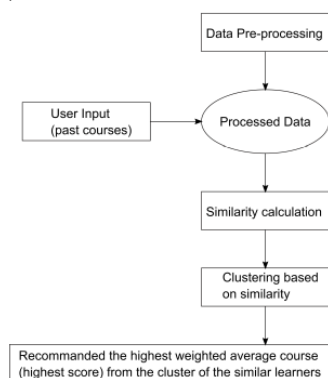 Data Pre-processing
User Input
(past courses)
Processed Data
Similarity calculation
Clustering based
on similarity
Recommanded the highest weighted average course
(highest score) from the cluster of the similar learners